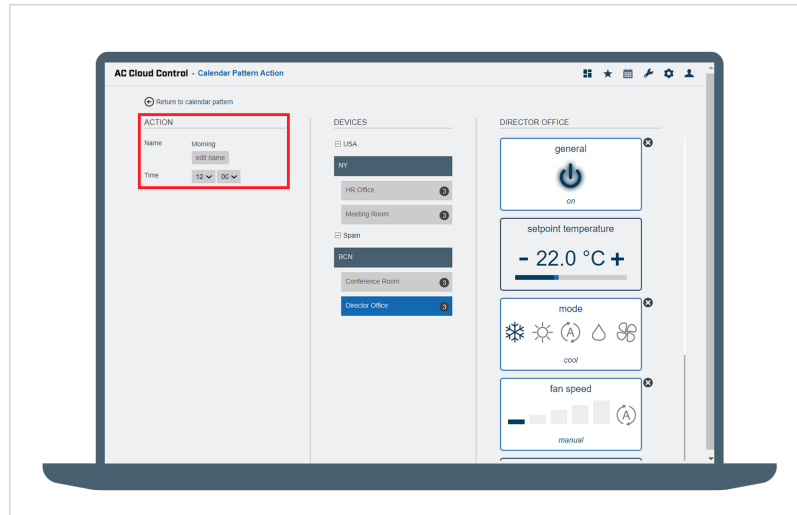 AC Cloud Control - Calendar Pattern Action
Return to calendar pattern
ACTION
Name Morning
edit name
Time 12 00
DEVICES
USA
NY
HR Office 3
Meeting Room 3
Spain
BCN
Conference Room 3
Director Office 3
DIRECTOR OFFICE
general
on
setpoint temperature
- 22.0 °C +
mode
A
cool
fan speed
A
manual